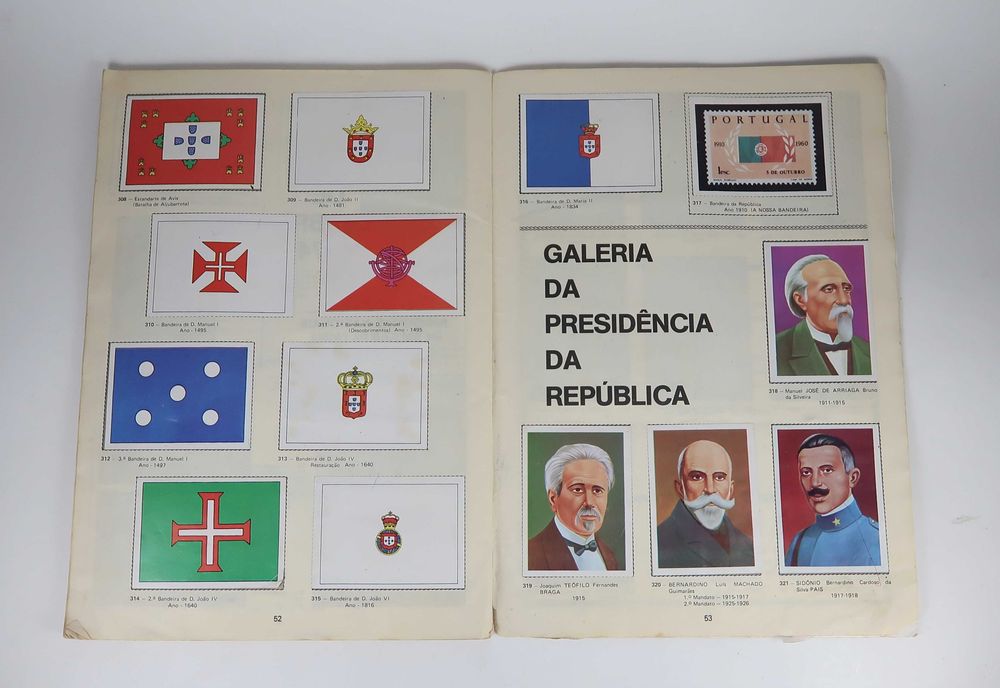 308 – Estandarte de Avis
(Batalha de Aljubarrota)
309 – Bandeira de D. João II
Ano - 1481
310 – Bandeira de D. Manuel I
Ano - 1495
311 – 2.ª Bandeira de D. Manuel I
(Descobrimentos) Ano - 1495
312 – 3.ª Bandeira de D. Manuel I
Ano - 1497
313 – Bandeira de D. João IV
Restauração Ano - 1640
314 – 2.ª Bandeira de D. João IV
Ano - 1640
315 – Bandeira de D. João VI
Ano - 1816
52
316 – Bandeira de D. Maria II
Ano - 1834
PORTUGAL
1910 1960
1esc. 5 DE OUTUBRO
317 – Bandeira da República
Ano 1910 (A NOSSA BANDEIRA)
GALERIA
DA
PRESIDÊNCIA
DA
REPÚBLICA
318 – Manuel JOSÉ DE ARRIAGA Bruno
da Silveira
1911-1915
319 – Joaquim TEÓFILO Fernandes
BRAGA
1915
320 – BERNARDINO Luis MACHADO
Guimarães
1.º Mandato – 1915-1917
2.º Mandato – 1925-1926
321 – SIDÓNIO Bernardino Cardoso da
Silva PAIS
1917-1918
53